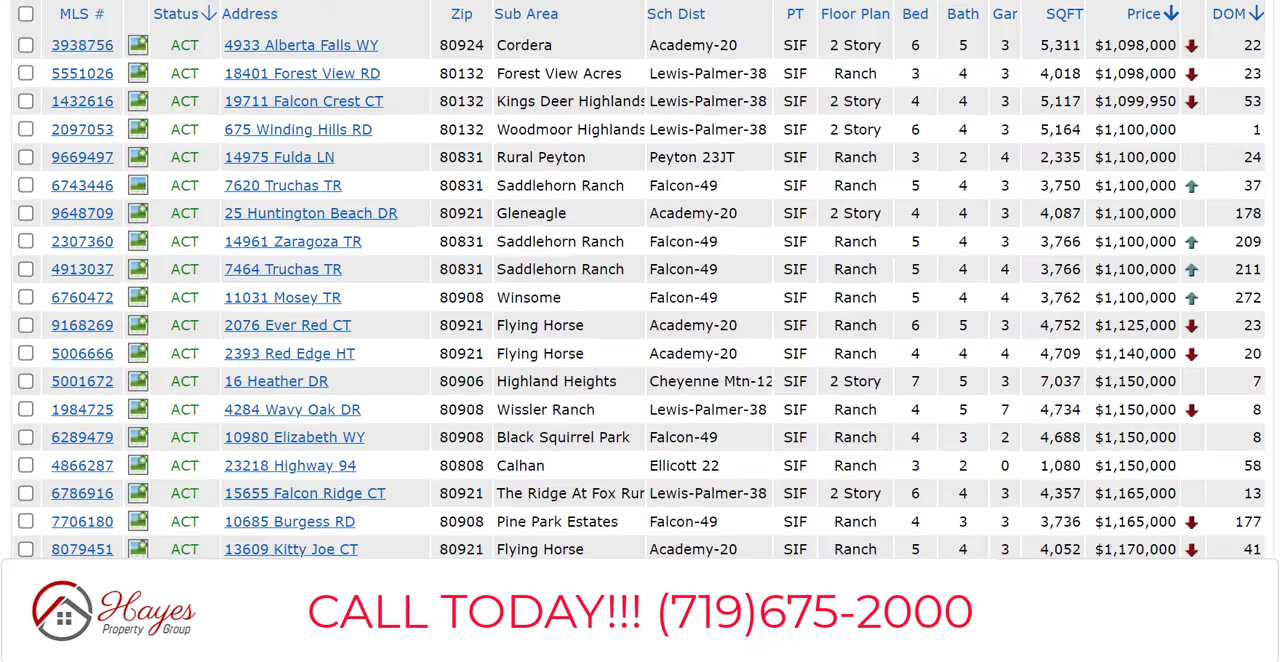 MLS # Status Address Zip Sub Area Sch Dist PT Floor Plan Bed Bath Gar SQFT Price DOM
3938756 ACT 4933 Alberta Falls WY 80924 Cordera Academy-20 SIF 2 Story 6 5 3 5,311 $1,098,000 22
5551026 ACT 18401 Forest View RD 80132 Forest View Acres Lewis-Palmer-38 SIF Ranch 3 4 3 4,018 $1,098,000 23
1432616 ACT 19711 Falcon Crest CT 80132 Kings Deer Highlands Lewis-Palmer-38 SIF 2 Story 4 4 3 5,117 $1,099,950 53
2097053 ACT 675 Winding Hills RD 80132 Woodmoor Highlands Lewis-Palmer-38 SIF 2 Story 6 4 3 5,164 $1,100,000 1
9669497 ACT 14975 Fulda LN 80831 Rural Peyton Peyton 23JT SIF Ranch 3 2 4 2,335 $1,100,000 24
6743446 ACT 7620 Truchas TR 80831 Saddlehorn Ranch Falcon-49 SIF Ranch 5 4 3 3,750 $1,100,000 37
9648709 ACT 25 Huntington Beach DR 80921 Gleneagle Academy-20 SIF 2 Story 4 4 3 4,087 $1,100,000 178
2307360 ACT 14961 Zaragoza TR 80831 Saddlehorn Ranch Falcon-49 SIF Ranch 5 4 3 3,766 $1,100,000 209
4913037 ACT 7464 Truchas TR 80831 Saddlehorn Ranch Falcon-49 SIF Ranch 5 4 4 3,766 $1,100,000 211
6760472 ACT 11031 Mosey TR 80908 Winsome Falcon-49 SIF Ranch 5 4 4 3,762 $1,100,000 272
9168269 ACT 2076 Ever Red CT 80921 Flying Horse Academy-20 SIF Ranch 6 5 3 4,752 $1,125,000 23
5006666 ACT 2393 Red Edge HT 80921 Flying Horse Academy-20 SIF Ranch 4 4 4 4,709 $1,140,000 20
5001672 ACT 16 Heather DR 80906 Highland Heights Cheyenne Mtn-12 SIF 2 Story 7 5 3 7,037 $1,150,000 7
1984725 ACT 4284 Wavy Oak DR 80908 Wissler Ranch Lewis-Palmer-38 SIF Ranch 4 5 7 4,734 $1,150,000 8
6289479 ACT 10980 Elizabeth WY 80908 Black Squirrel Park Falcon-49 SIF Ranch 4 3 2 4,688 $1,150,000 8
4866287 ACT 23218 Highway 94 80808 Calhan Ellicott 22 SIF Ranch 3 2 0 1,080 $1,150,000 58
6786916 ACT 15655 Falcon Ridge CT 80921 The Ridge At Fox Rur Lewis-Palmer-38 SIF 2 Story 6 4 3 4,357 $1,165,000 13
7706180 ACT 10685 Burgess RD 80908 Pine Park Estates Falcon-49 SIF Ranch 4 3 3 3,736 $1,165,000 177
8079451 ACT 13609 Kitty Joe CT 80921 Flying Horse Academy-20 SIF Ranch 5 4 3 4,052 $1,170,000 41
Hayes
Property Group
CALL TODAY!!! (719)675-2000